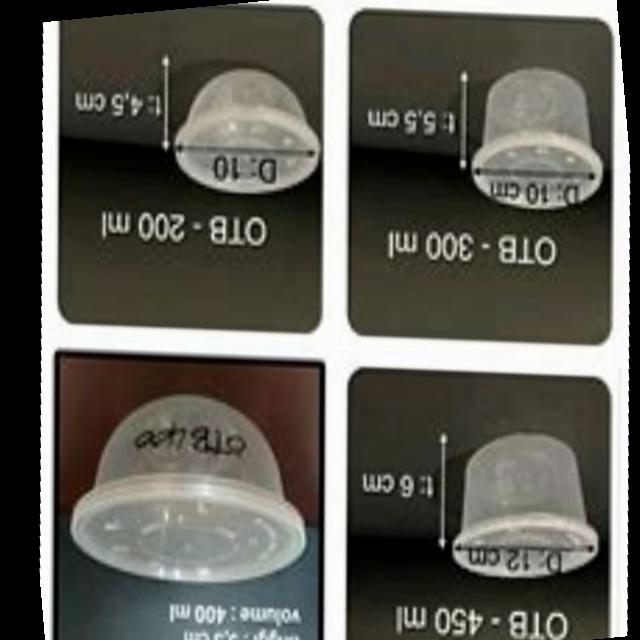 OTB - 450 ml
D: 12 cm
t: 6 cm
volume : 400 ml
OTB 400
OTB - 300 ml
D: 10 cm
t: 5,5 cm
OTB - 200 ml
D: 10
t: 4,5 cm